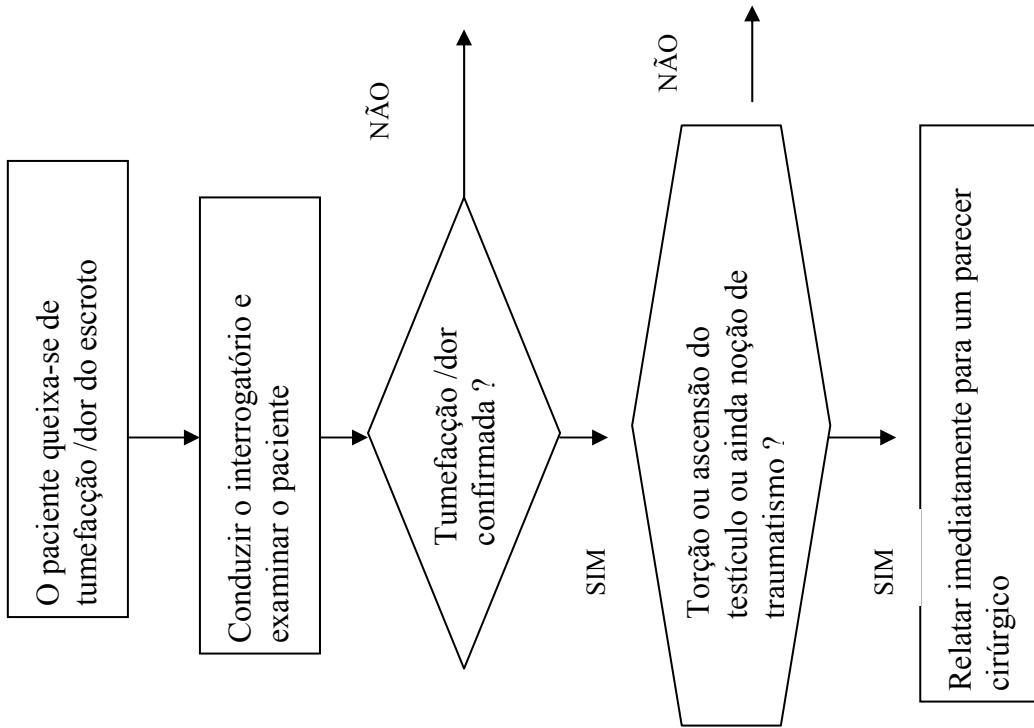 O paciente queixa-se de
tumefacção /dor do escroto
Conduzir o interrogatório e
examinar o paciente
Tumefacção /dor
confirmada ?
NÃO
SIM
Torção ou ascensão do
testículo ou ainda noção de
traumatismo ?
NÃO
SIM
Relatar imediatamente para um parecer
cirúrgico